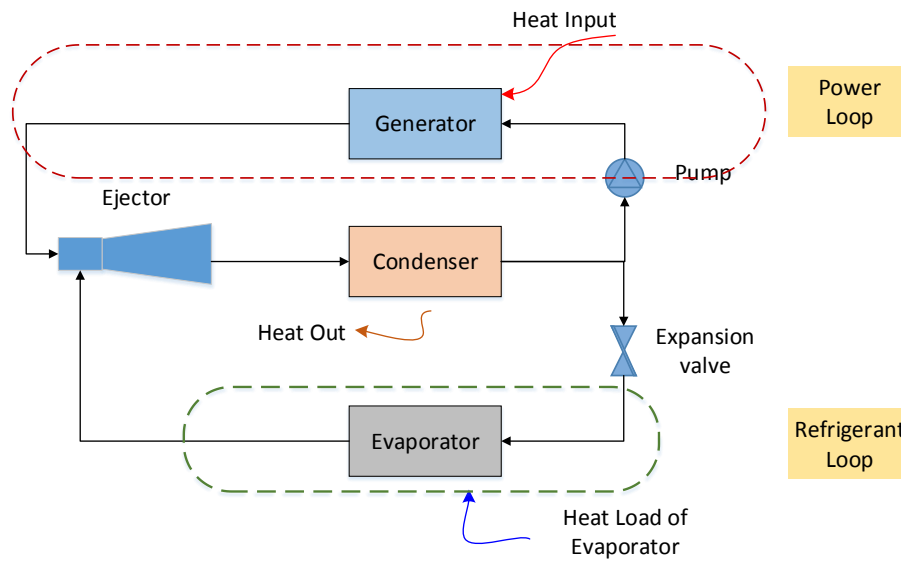 Heat Input
Power
Loop
Generator
Pump
Ejector
Condenser
Heat Out
Expansion
valve
Evaporator
Refrigerant
Loop
Heat Load of
Evaporator